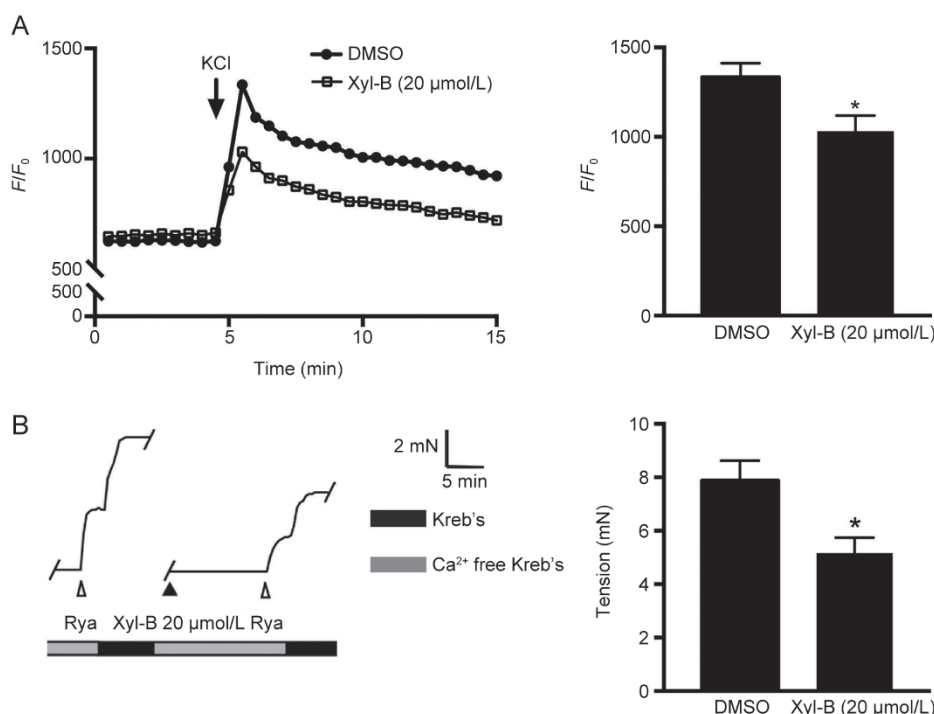 A
1500
1000
500
500
0
F/F₀
KCl
DMSO
Xyl-B (20 µmol/L)
0 5 10 15
Time (min)
1500
1000
500
0
F/F₀
*
DMSO Xyl-B (20 µmol/L)
B
2 mN
5 min
Kreb's
Ca²⁺ free Kreb's
Rya Xyl-B 20 µmol/L Rya
10
8
6
4
2
0
Tension (mN)
*
DMSO Xyl-B (20 µmol/L)